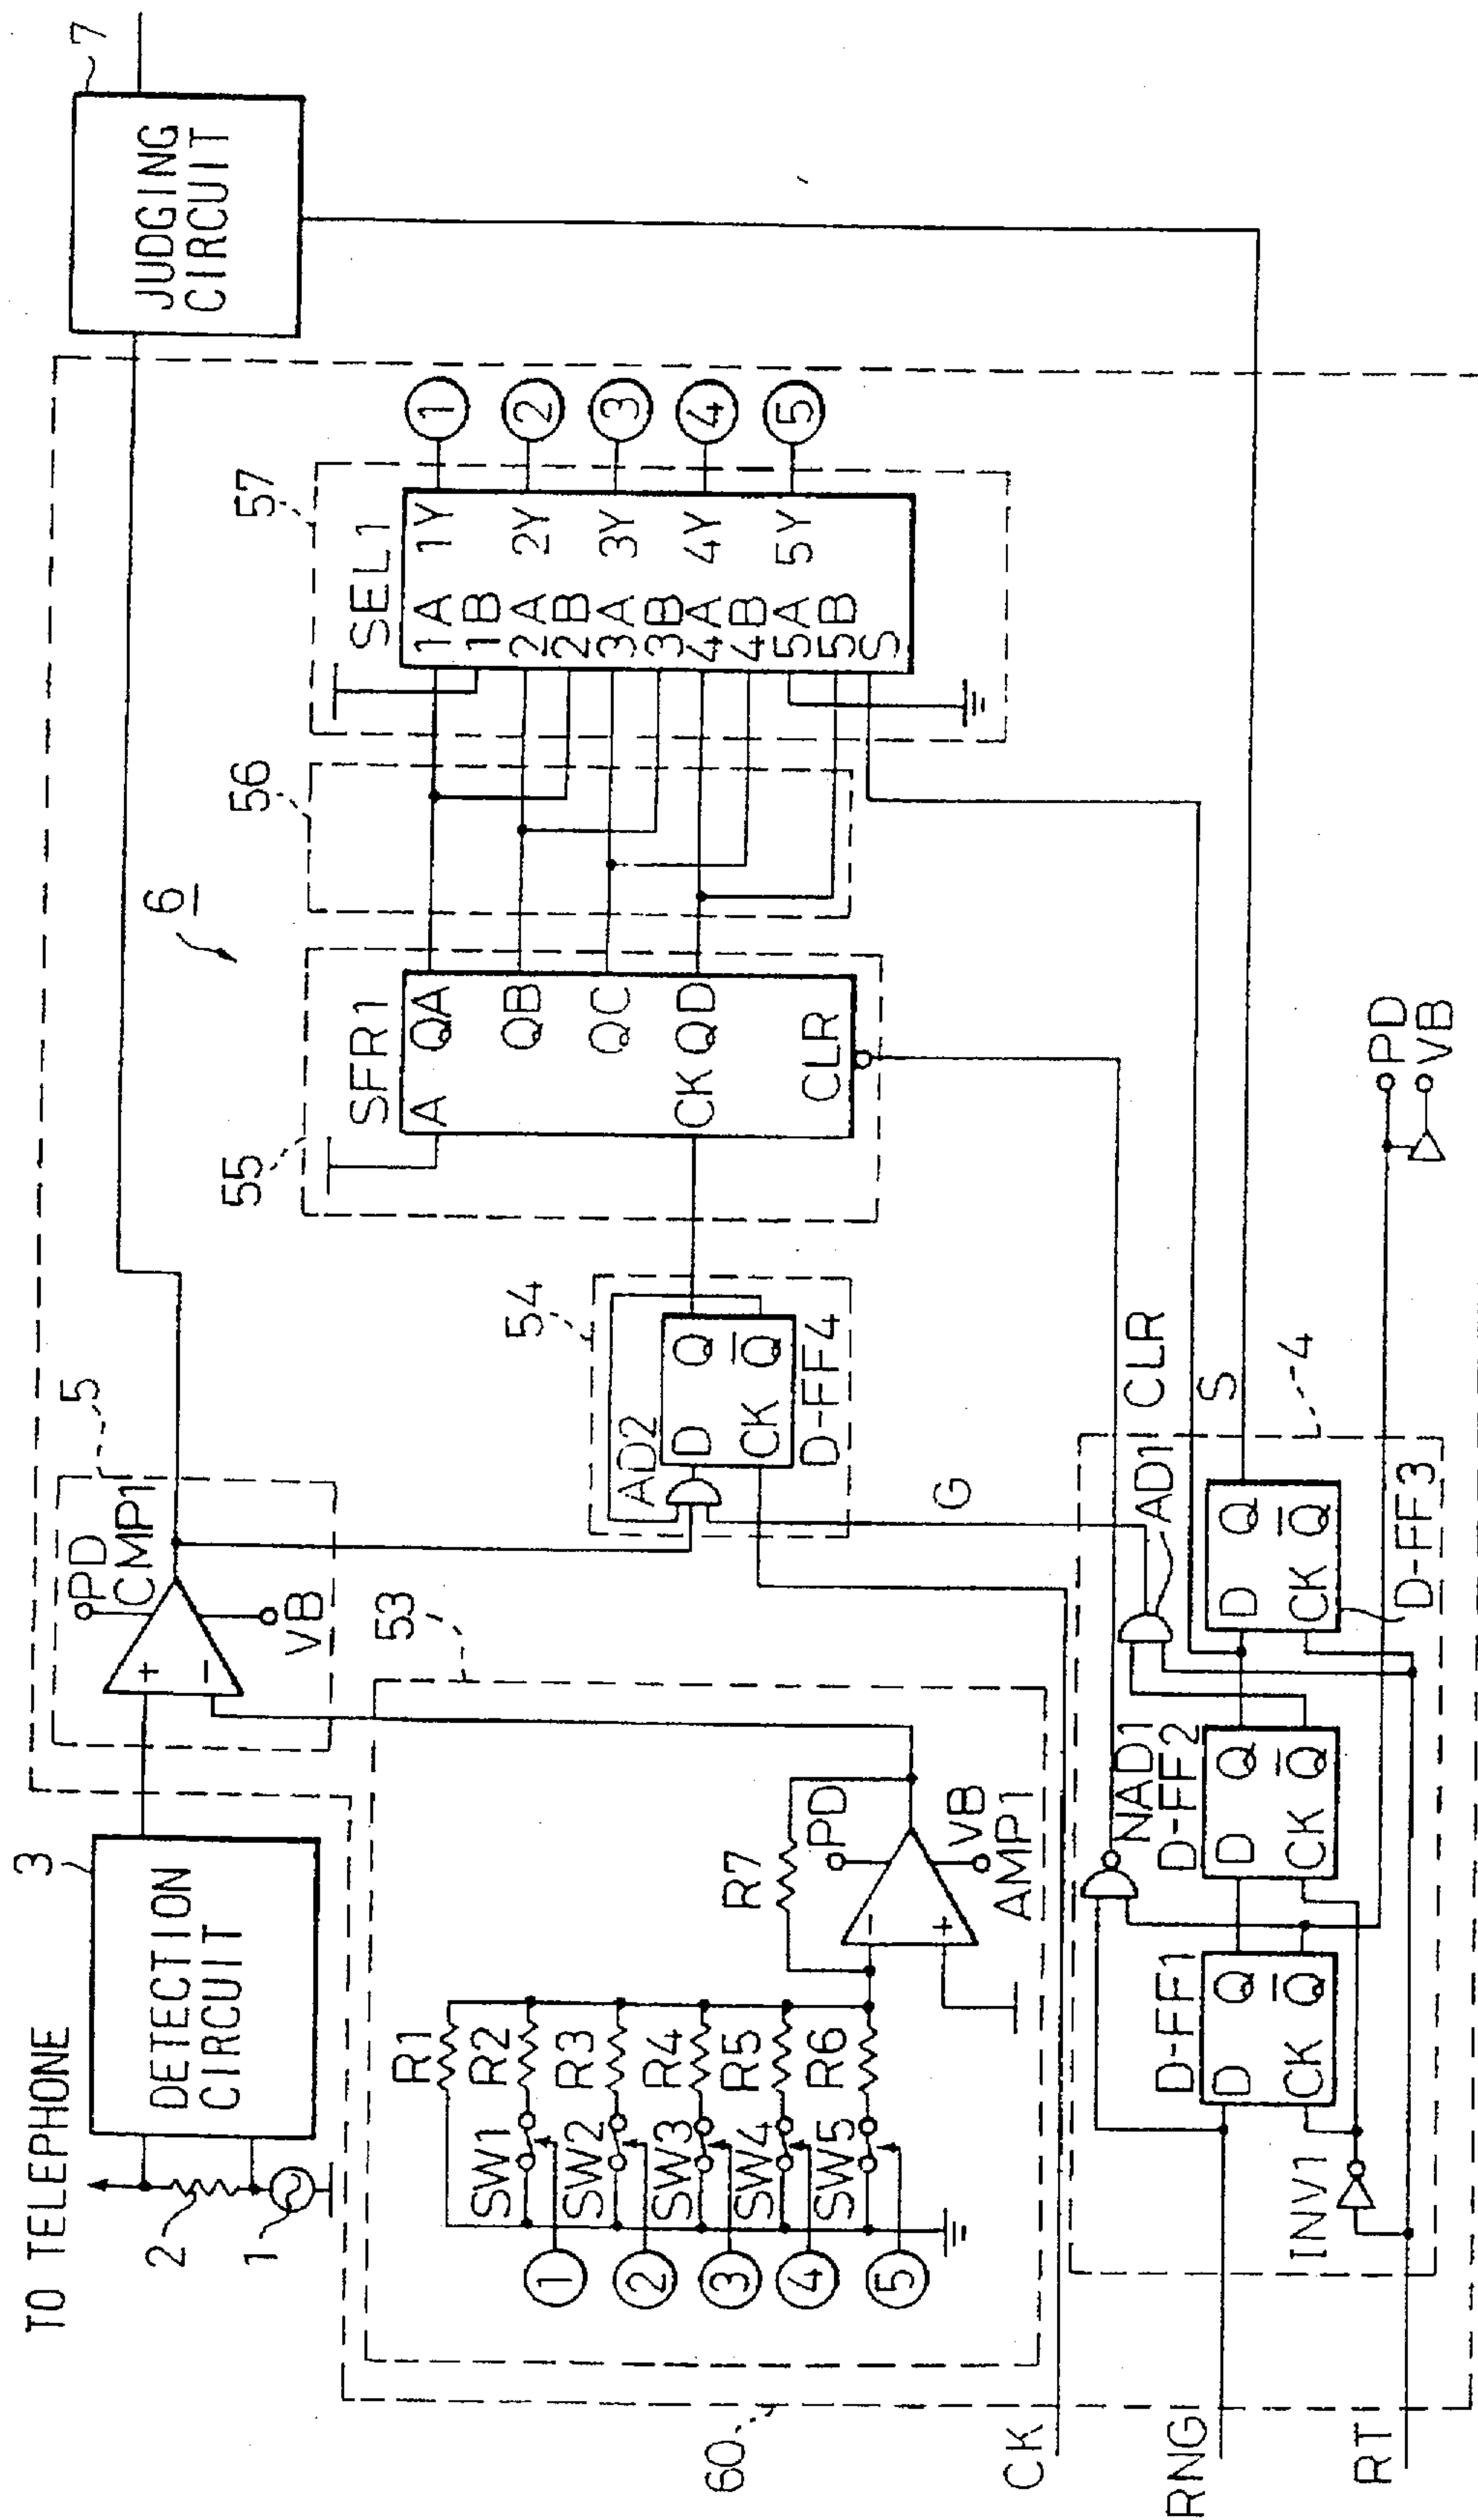 TO TELEPHONE
3
DETECTION
CIRCUIT
2
1
5
PD
CMP1
+
−
VB
6
7
JUDGING
CIRCUIT
53
R1
R2
R3
R4
R5
R6
SW1
SW2
SW3
SW4
SW5
1
2
3
4
5
R7
PD
−
+
VB
AMP1
54
AD2
D Q
CK Q
D-FF4
55
SFR1
A QA
QB
QC
CK QD
CLR
56
57
SEL1
1A 1Y
1B
2A 2Y
2B
3A 3Y
3B
4A 4Y
4B
5A 5Y
5B
S
1
2
3
4
5
G
CLR
S
60
CK
RNG
RT
INV1
D-FF1
D Q
CK Q
NAD1
D-FF2
D Q
CK Q
AD1
D Q
CK Q
D-FF3
4
PD
VB